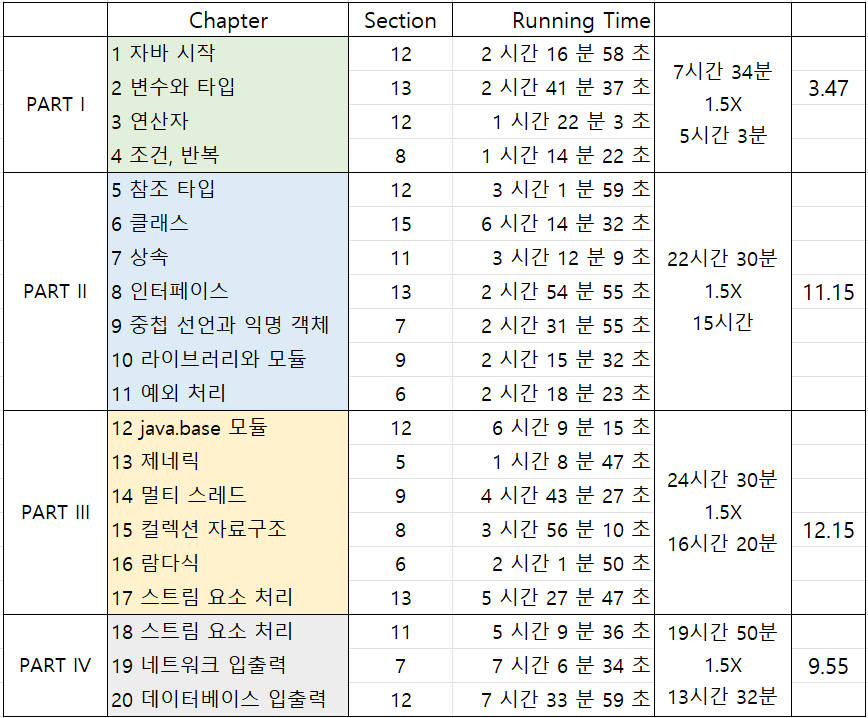 Chapter Section Running Time
PART I
1 자바 시작 12 2 시간 16 분 58 초
2 변수와 타입 13 2 시간 41 분 37 초
3 연산자 12 1 시간 22 분 3 초
4 조건, 반복 8 1 시간 14 분 22 초
7시간 34분
1.5X
5시간 3분
3.47
PART II
5 참조 타입 12 3 시간 1 분 59 초
6 클래스 15 6 시간 14 분 32 초
7 상속 11 3 시간 12 분 9 초
8 인터페이스 13 2 시간 54 분 55 초
9 중첩 선언과 익명 객체 7 2 시간 31 분 55 초
10 라이브러리와 모듈 9 2 시간 15 분 32 초
11 예외 처리 6 2 시간 18 분 23 초
22시간 30분
1.5X
15시간
11.15
PART III
12 java.base 모듈 12 6 시간 9 분 15 초
13 제네릭 5 1 시간 8 분 47 초
14 멀티 스레드 9 4 시간 43 분 27 초
15 컬렉션 자료구조 8 3 시간 56 분 10 초
16 람다식 6 2 시간 1 분 50 초
17 스트림 요소 처리 13 5 시간 27 분 47 초
24시간 30분
1.5X
16시간 20분
12.15
PART IV
18 스트림 요소 처리 11 5 시간 9 분 36 초
19 네트워크 입출력 7 7 시간 6 분 34 초
20 데이터베이스 입출력 12 7 시간 33 분 59 초
19시간 50분
1.5X
13시간 32분
9.55